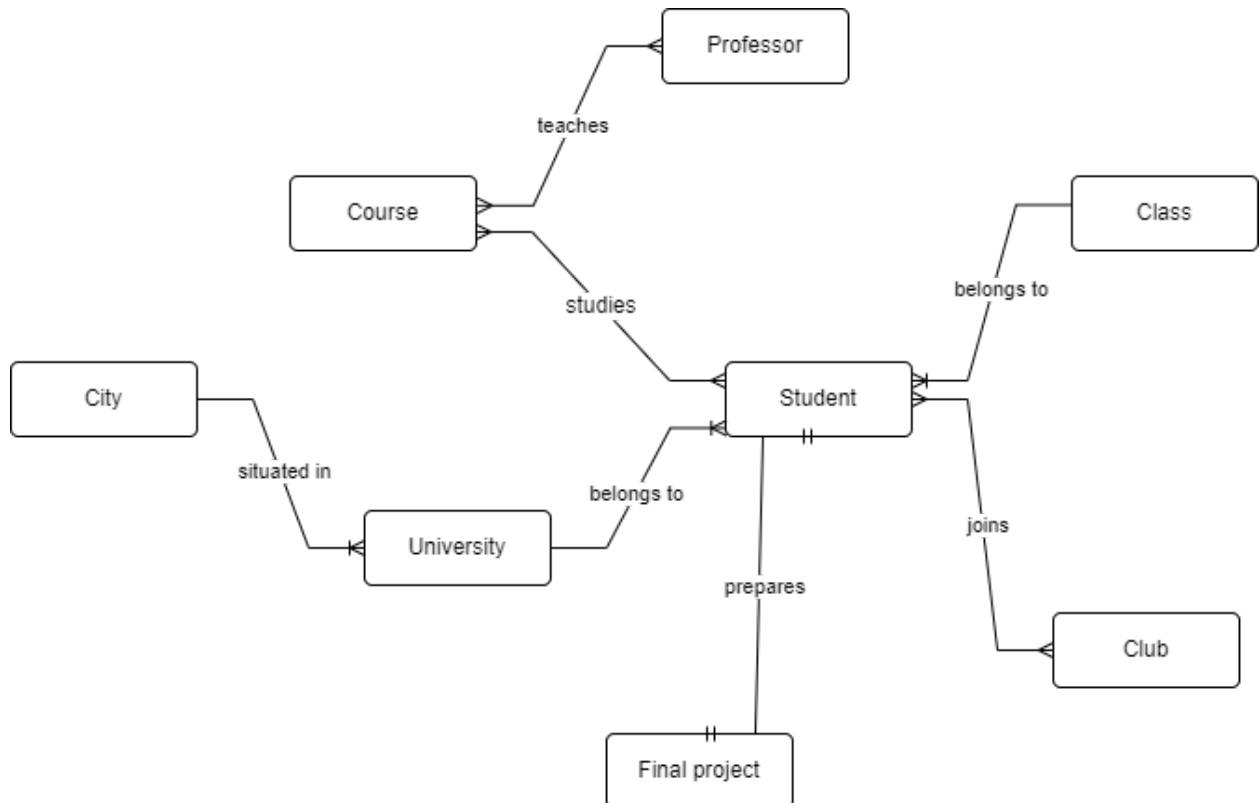 Professor
teaches
Course
Class
belongs to
studies
City
Student
situated in
belongs to
University
joins
prepares
Club
Final project